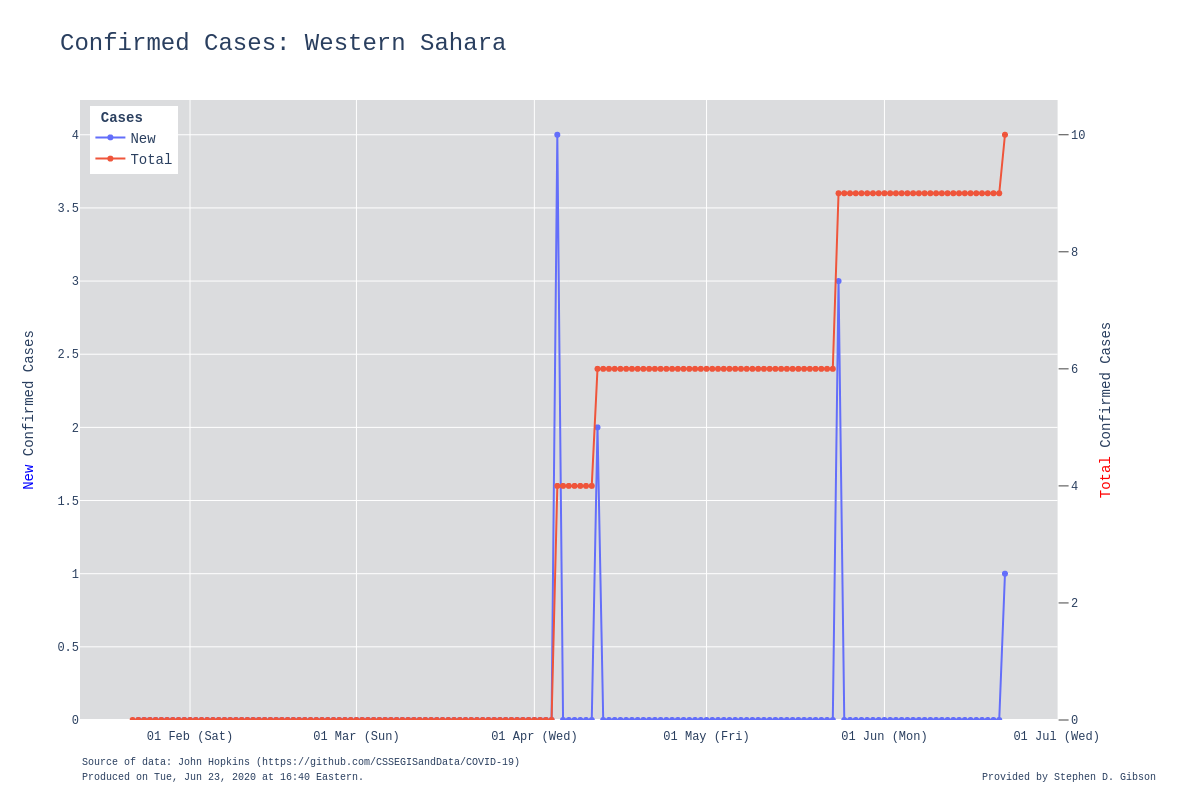 Confirmed Cases: Western Sahara
Cases
New
Total
4
3.5
3
2.5
2
1.5
1
0.5
0
New Confirmed Cases
10
8
6
4
2
0
Total Confirmed Cases
01 Feb (Sat) 01 Mar (Sun) 01 Apr (Wed) 01 May (Fri) 01 Jun (Mon) 01 Jul (Wed)
Source of data: John Hopkins (https://github.com/CSSEGISandData/COVID-19)
Produced on Tue, Jun 23, 2020 at 16:40 Eastern.
Provided by Stephen D. Gibson